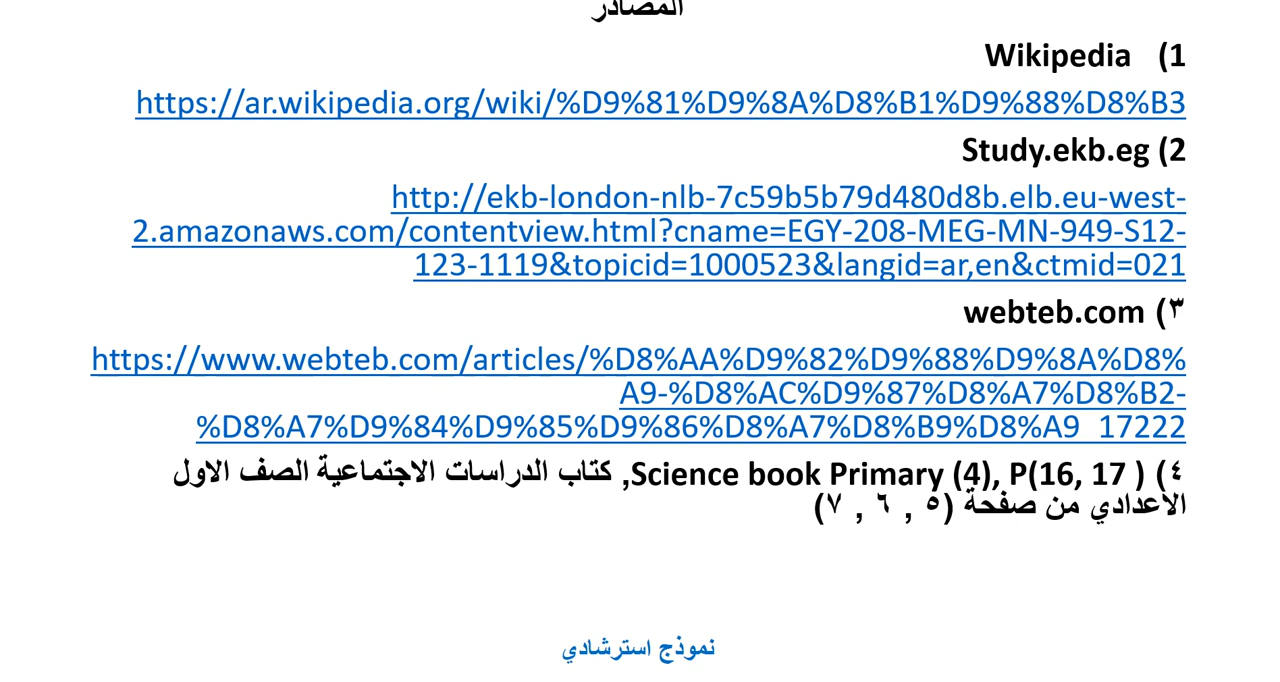 المصادر
1) Wikipedia
https://ar.wikipedia.org/wiki/%D9%81%D9%8A%D8%B1%D9%88%D8%B3
2) Study.ekb.eg
http://ekb-london-nlb-7c59b5b79d480d8b.elb.eu-west-
2.amazonaws.com/contentview.html?cname=EGY-208-MEG-MN-949-S12-
123-1119&topicid=1000523&langid=ar,en&ctmid=021
٣) webteb.com
https://www.webteb.com/articles/%D8%AA%D9%82%D9%88%D9%8A%D8%
A9-%D8%AC%D9%87%D8%A7%D8%B2-
%D8%A7%D9%84%D9%85%D9%86%D8%A7%D8%B9%D8%A9_17222
٤) Science book Primary (4), P(16, 17 ), كتاب الدراسات الاجتماعية الصف الاول
الاعدادي من صفحة (٥ , ٦ , ٧)
نموذج استرشادي